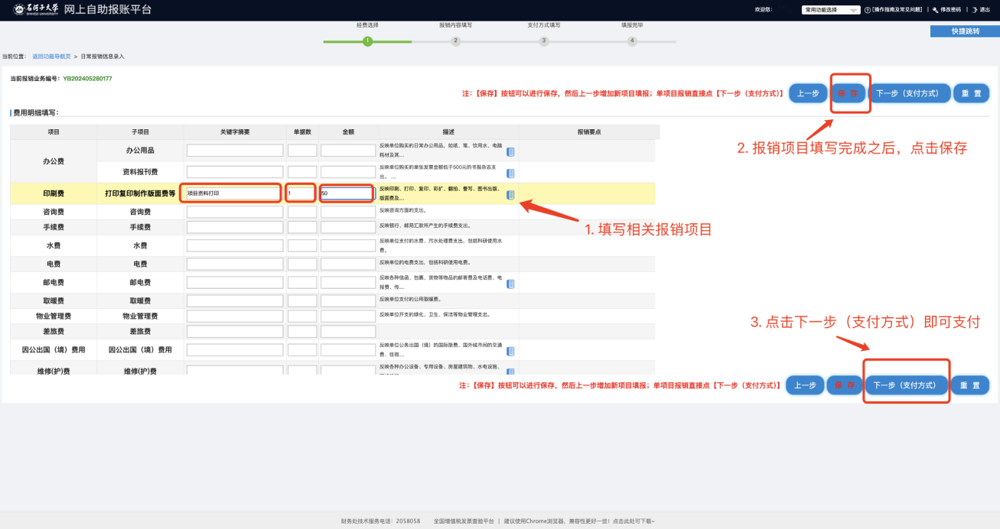 石河子大学 网上自助报账平台
SHIHEZI UNIVERSITY
欢迎您: 常用功能选择 ?[操作指南及常见问题] | 修改密码 | 退出
经费选择 报销内容填写 支付方式填写 填报完毕
1 2 3 4
快捷跳转
当前位置: 返回功能导航页 > 日常报销信息录入
当前报销业务编号: YB202405280177
注:【保存】按钮可以进行保存, 然后上一步增加新项目填报; 单项目报销直接点【下一步(支付方式)】 上一步 保 存 下一步(支付方式) 重 置
费用明细填写:
项目 子项目 关键字摘要 单据数 金额 描述 报销要点
2. 报销项目填写完成之后，点击保存
办公费
办公用品 反映单位购买的日常办公用品, 如纸、笔、饮用水、电脑
耗材及其...
资料报刊费 反映单位购买的单张发票金额低于500元的书报杂志支
出。 ...
印刷费 打印复印制作版面费等 项目资料打印 1 50 反映印刷、打印、复印、彩扩、翻拍、誊写、图书出版、
版面费及...
咨询费 咨询费 反映咨询方面的支出。
1. 填写相关报销项目
手续费 手续费 反映银行、邮局汇款所产生的手续费支出。
水费 水费 反映单位支付的水费、污水处理费支出, 包括科研使用水
费。
电费 电费 反映单位的电费支出, 包括科研使用电费。
邮电费 邮电费 反映各种信函、包裹、货物等物品的邮寄费及电话费、电
报费、传...
取暖费 取暖费 反映单位支付的公用取暖费。
物业管理费 物业管理费 反映单位开支的绿化、卫生、保洁等物业管理支出。
3. 点击下一步（支付方式）即可支付
差旅费 差旅费
因公出国（境）费用 因公出国（境）费用 反映单位公务出国（境）的国际旅费、国外城市间的交通
费、住宿...
维修(护)费 维修(护)费 反映各种办公设备、专用设备、房屋建筑物、水电设施、
注:【保存】按钮可以进行保存, 然后上一步增加新项目填报; 单项目报销直接点【下一步(支付方式)】 上一步 保 存 下一步(支付方式) 重 置
财务处技术服务电话: 2058058 全国增值税发票查验平台 | 建议使用Chrome浏览器, 兼容性更好一些! 点击此处可下载~